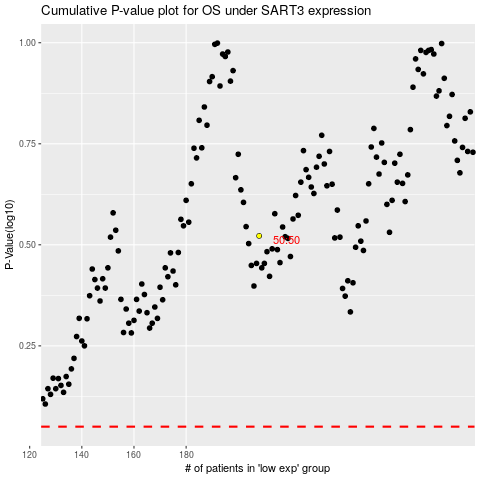 Cumulative P-value plot for OS under SART3 expression
P-Value(log10)
1.00
0.75
0.50
0.25
50:50
120 140 160 180
# of patients in 'low exp' group